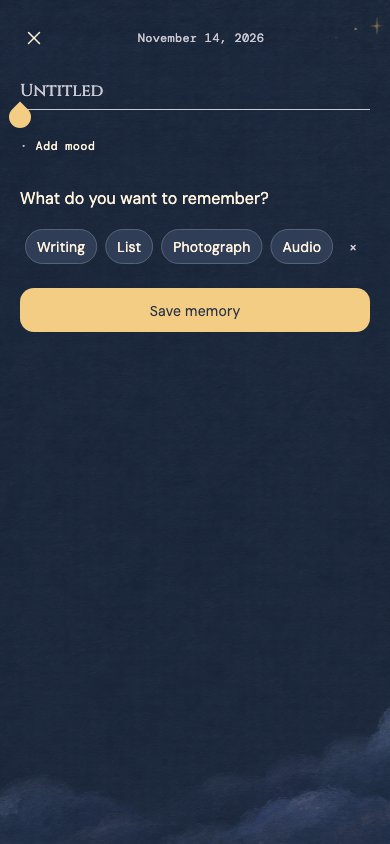 November 14, 2026
Untitled
· Add mood
What do you want to remember?
Writing List Photograph Audio ×
Save memory